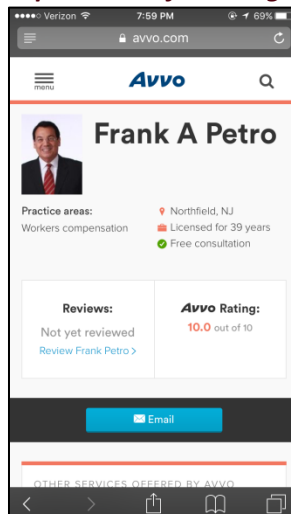 Verizon 7:59 PM 69%
avvo.com
menu Avvo
Frank A Petro
Practice areas:
Workers compensation
Northfield, NJ
Licensed for 39 years
Free consultation
Reviews:
Not yet reviewed
Review Frank Petro >
Avvo Rating:
10.0 out of 10
Email
OTHER SERVICES OFFERED BY AVVO